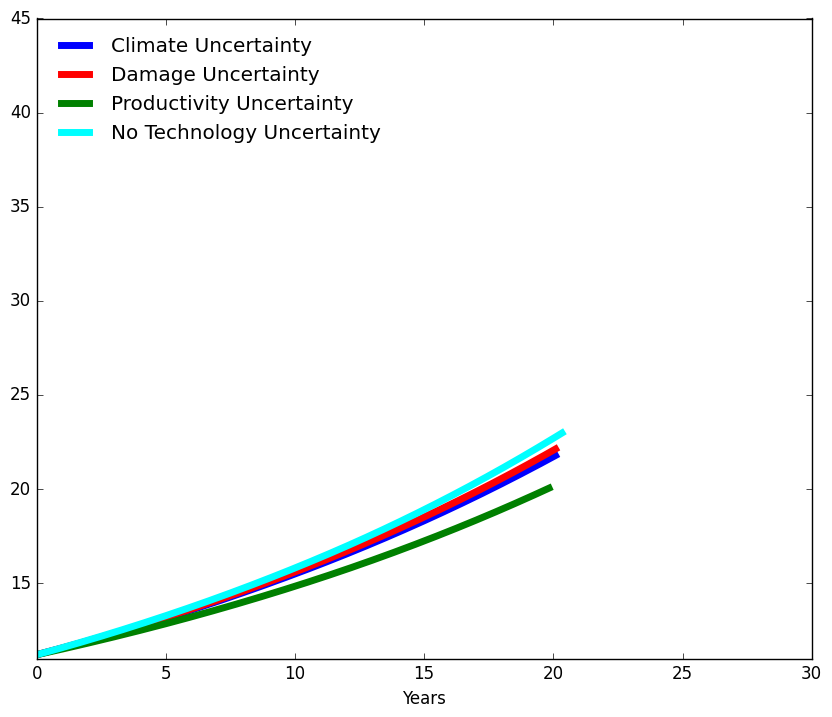 45
40
35
30
25
20
15
Climate Uncertainty
Damage Uncertainty
Productivity Uncertainty
No Technology Uncertainty
0 5 10 15 20 25 30
Years